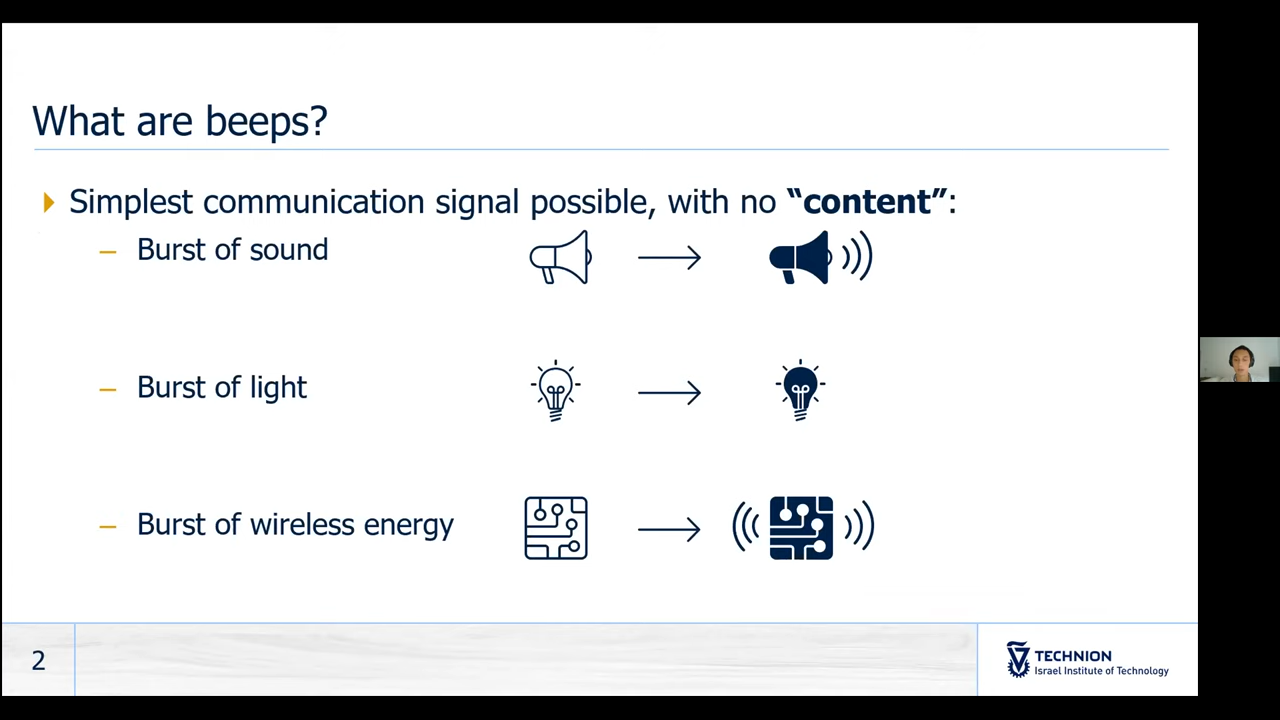 What are beeps?
Simplest communication signal possible, with no “content”:
– Burst of sound
– Burst of light
– Burst of wireless energy
2
TECHNION
Israel Institute of Technology